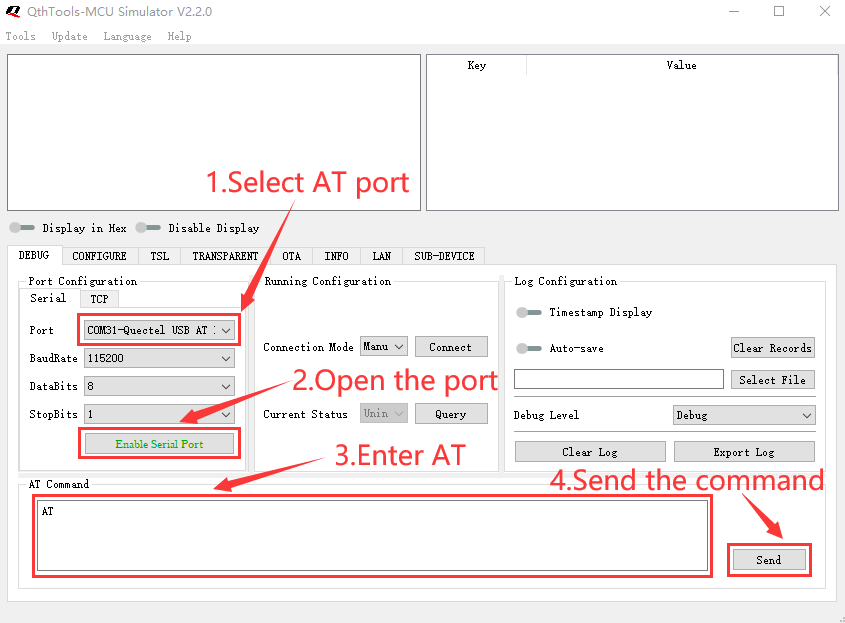 QthTools-MCU Simulator V2.2.0
Tools Update Language Help
Key Value
1.Select AT port
Display in Hex Disable Display
DEBUG CONFIGURE TSL TRANSPARENT OTA INFO LAN SUB-DEVICE
Port Configuration Running Configuration Log Configuration
Serial TCP
Timestamp Display
Port COM31-Quectel USB AT
Connection Mode Manu Connect
Auto-save Clear Records
BaudRate 115200
2.Open the port
Select File
DataBits 8
StopBits 1
Current Status Unin Query
Debug Level Debug
Enable Serial Port
3.Enter AT
Clear Log Export Log
4.Send the command
AT Command
AT
Send